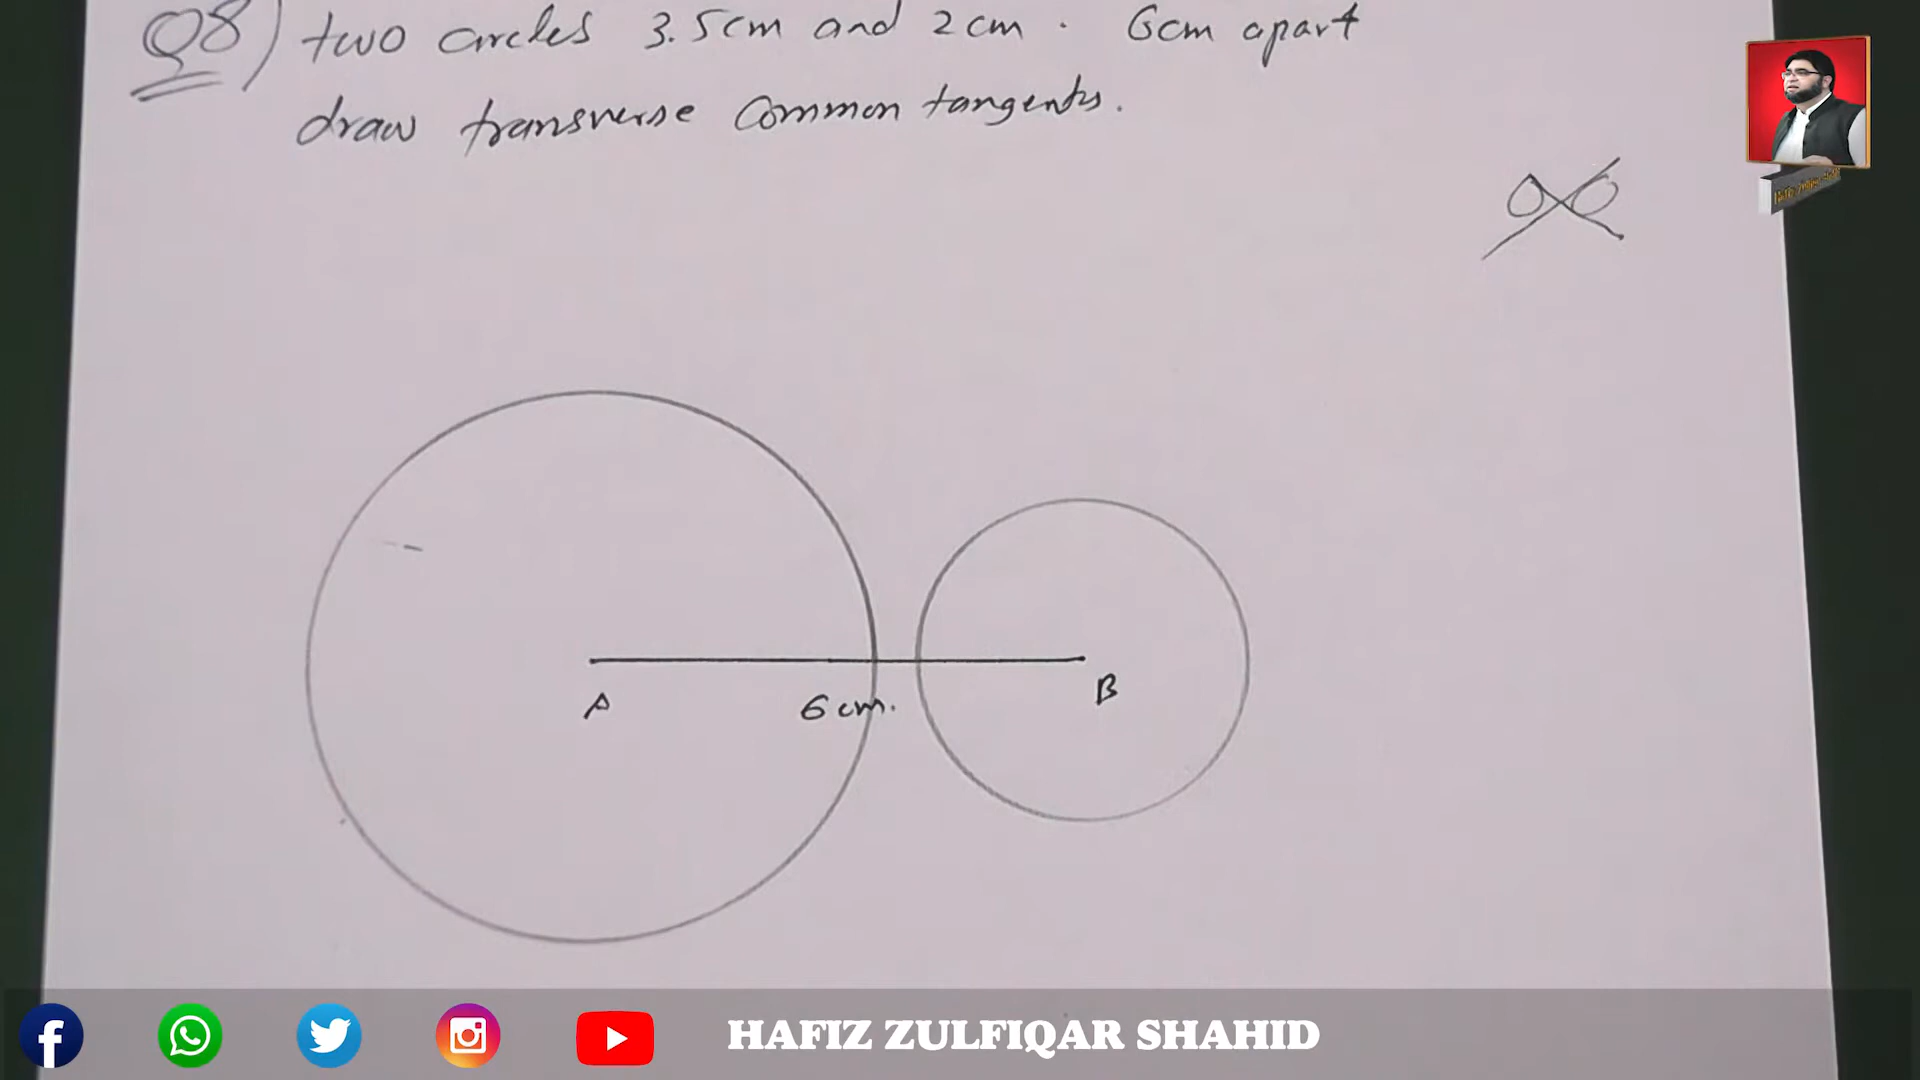 Q8) two circles 3.5cm and 2cm. 6cm apart
draw transverse common tangents.
A
6cm.
B
HAFIZ ZULFIQAR SHAHID